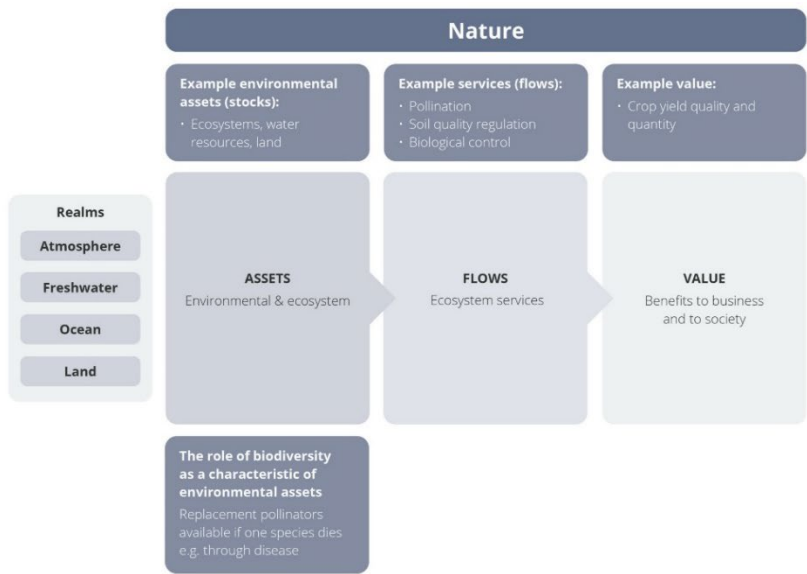 Nature
Example environmental
assets (stocks):
• Ecosystems, water
resources, land
Example services (flows):
• Pollination
• Soil quality regulation
• Biological control
Example value:
• Crop yield quality and
quantity
Realms
Atmosphere
Freshwater
Ocean
Land
ASSETS
Environmental & ecosystem
FLOWS
Ecosystem services
VALUE
Benefits to business
and to society
The role of biodiversity
as a characteristic of
environmental assets
Replacement pollinators
available if one species dies
e.g. through disease